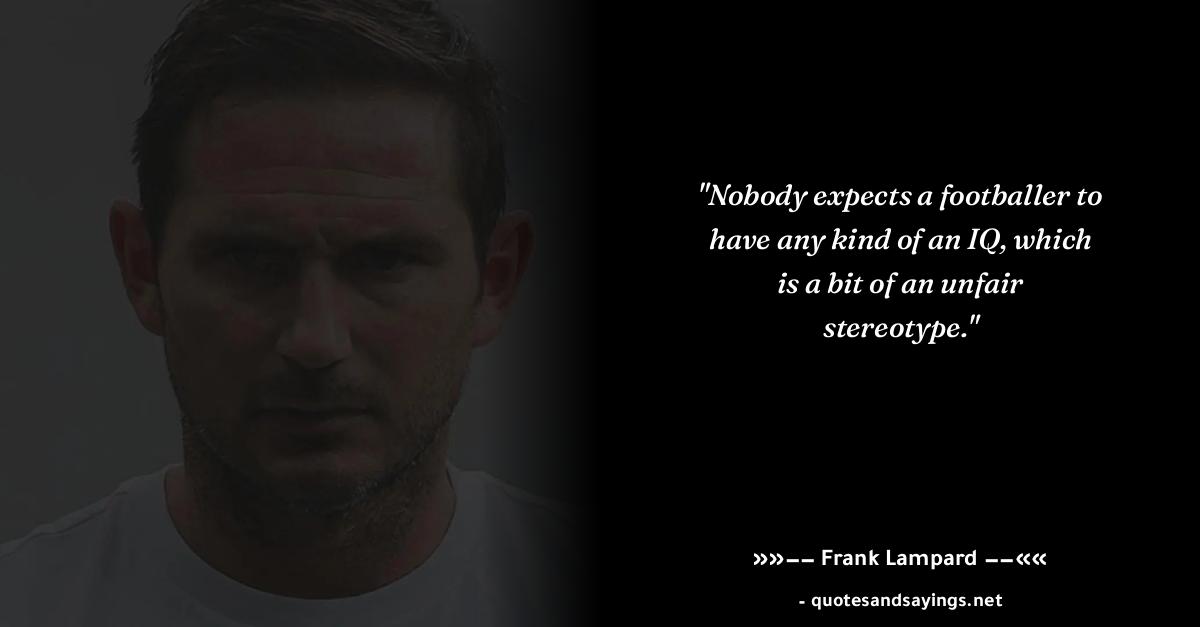 "Nobody expects a footballer to
have any kind of an IQ, which
is a bit of an unfair
stereotype."
»»−− Frank Lampard −−««
- quotesandsayings.net